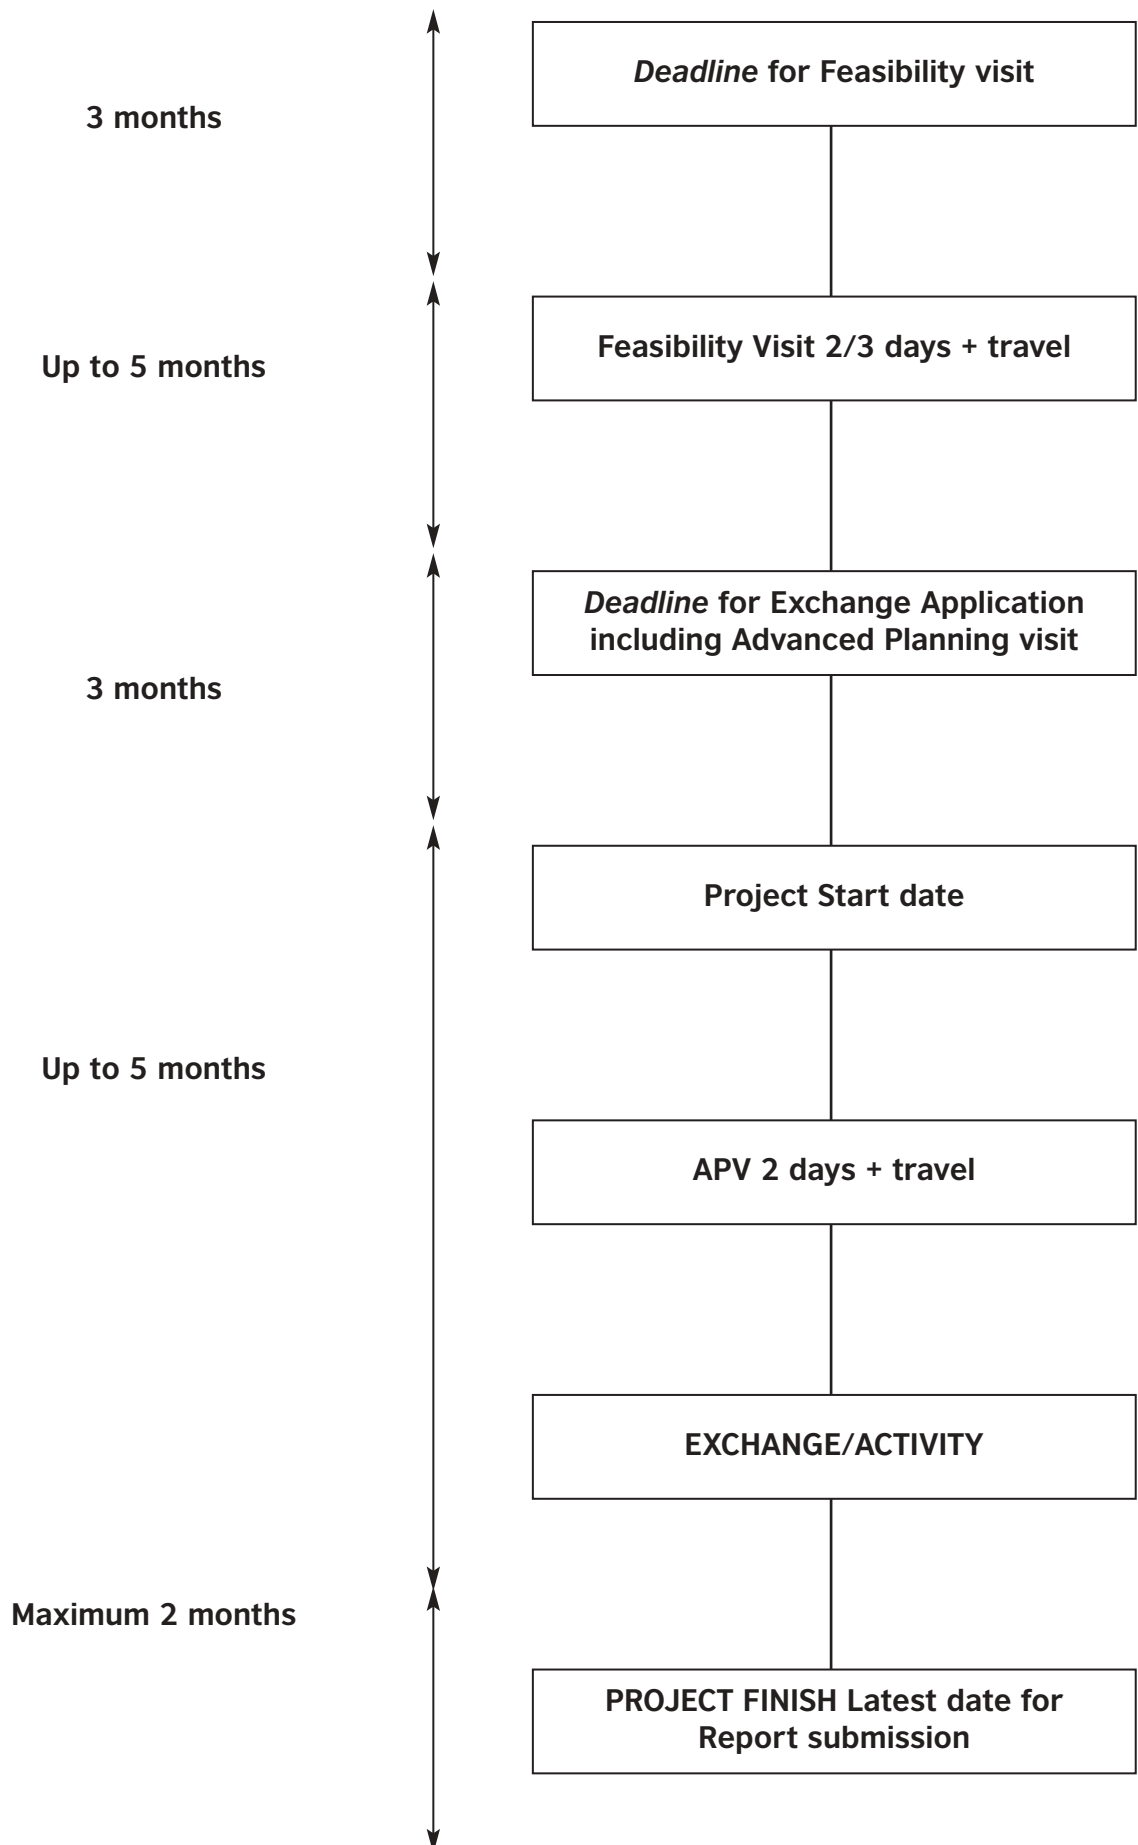 Deadline for Feasibility visit
3 months
Feasibility Visit 2/3 days + travel
Up to 5 months
Deadline for Exchange Application
including Advanced Planning visit
3 months
Project Start date
Up to 5 months
APV 2 days + travel
EXCHANGE/ACTIVITY
Maximum 2 months
PROJECT FINISH Latest date for
Report submission